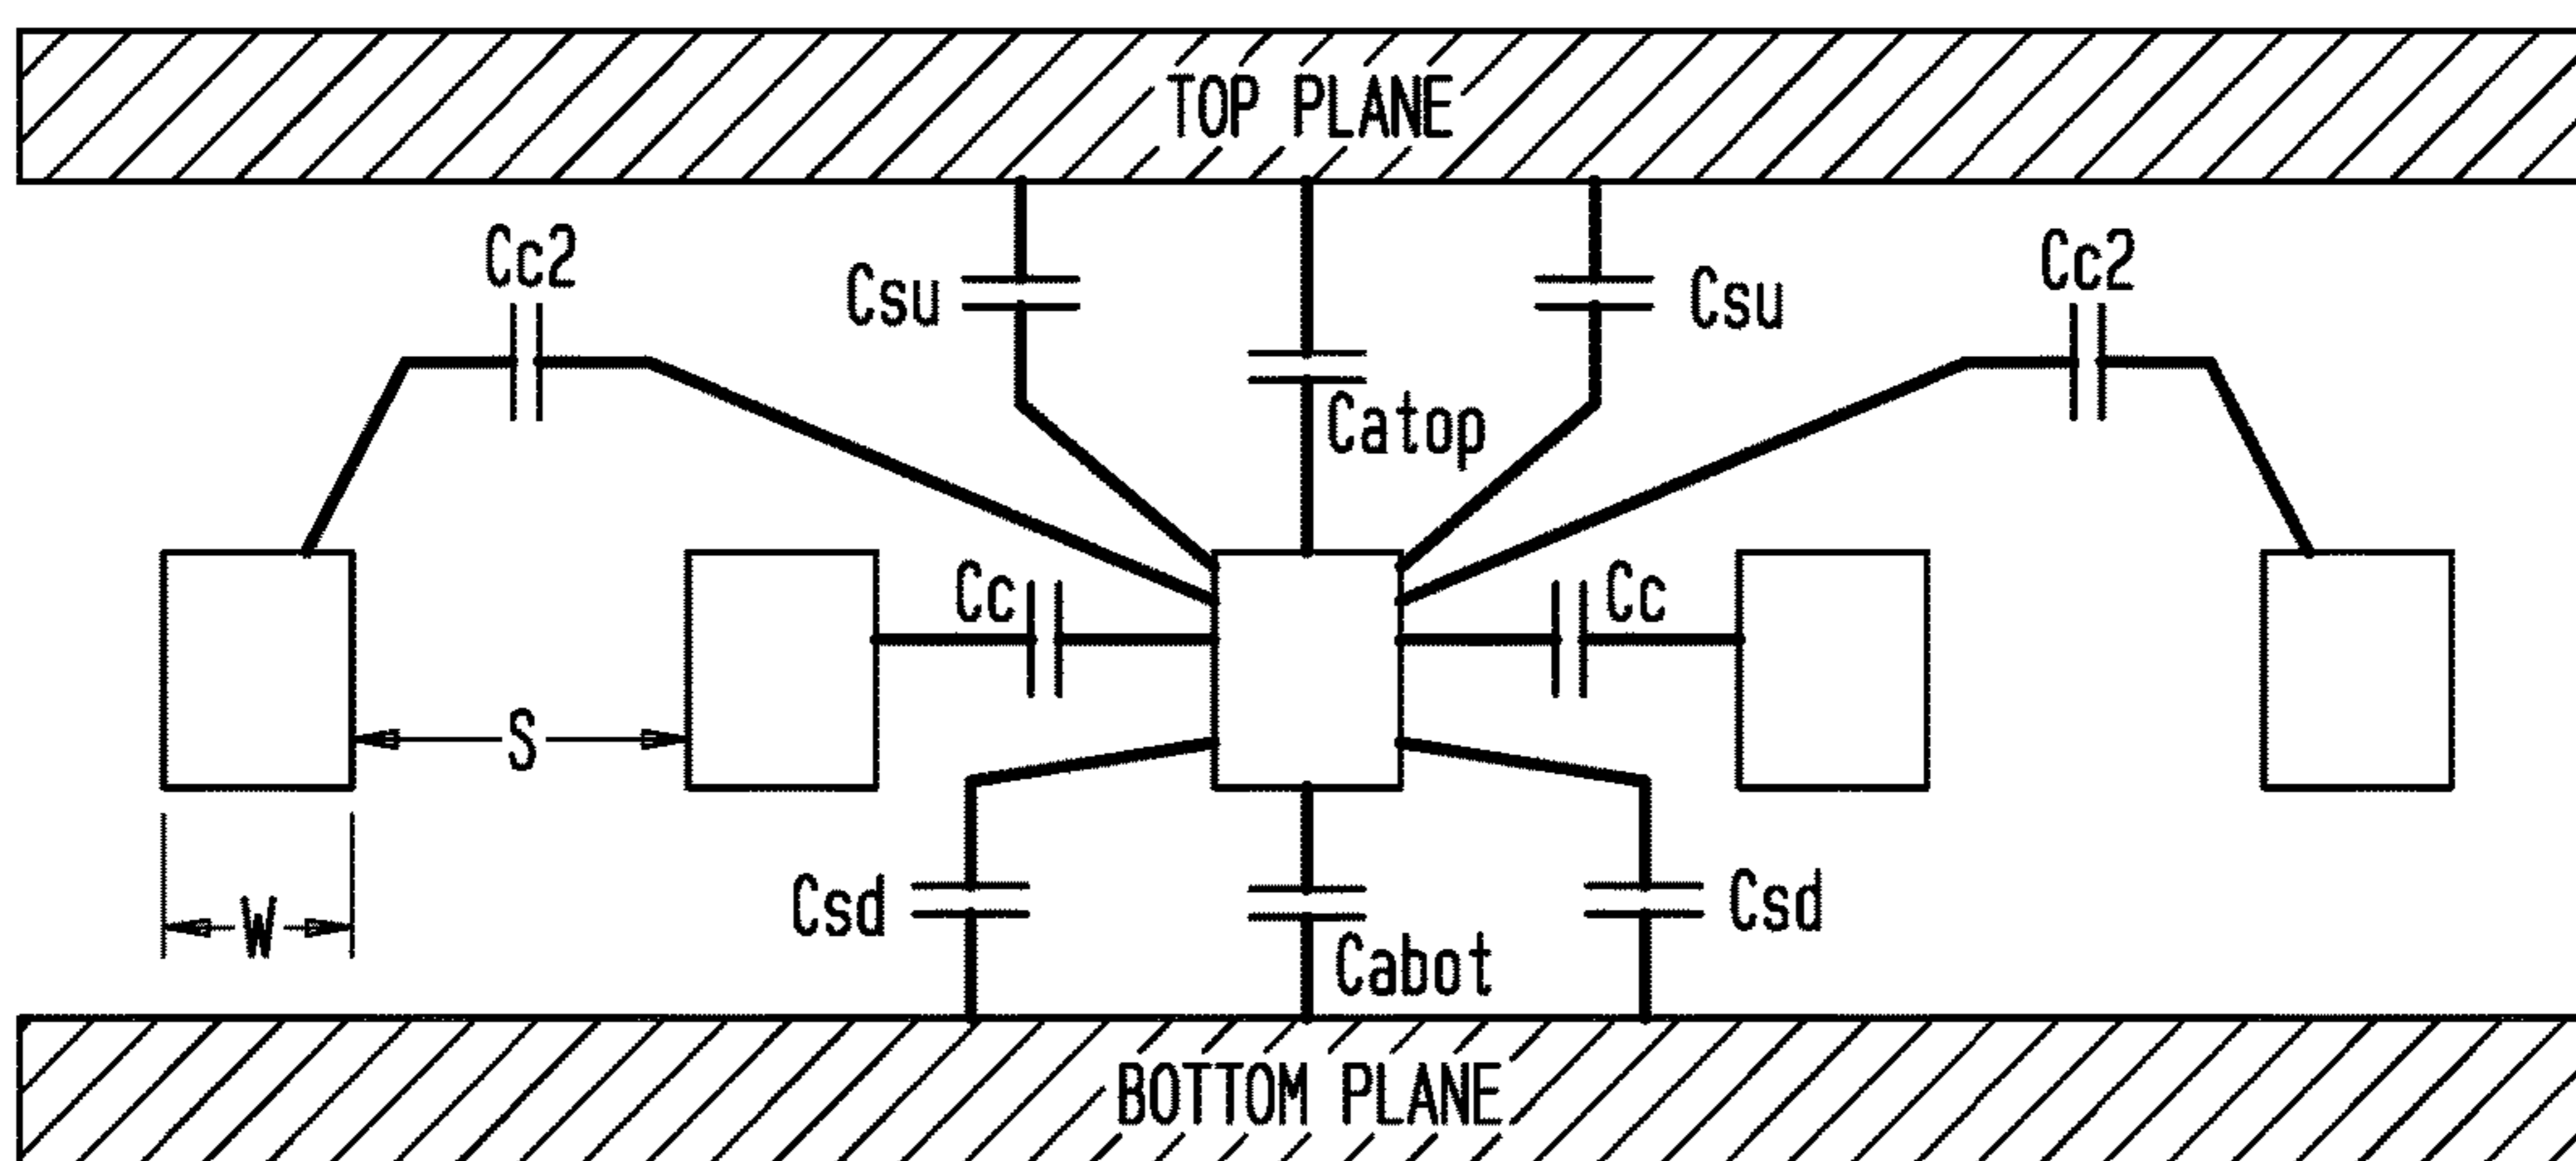 TOP PLANE
Cc2
Csu
Csu
Cc2
Catop
Cc
Cc
S
W
Csd
Cabot
Csd
BOTTOM PLANE